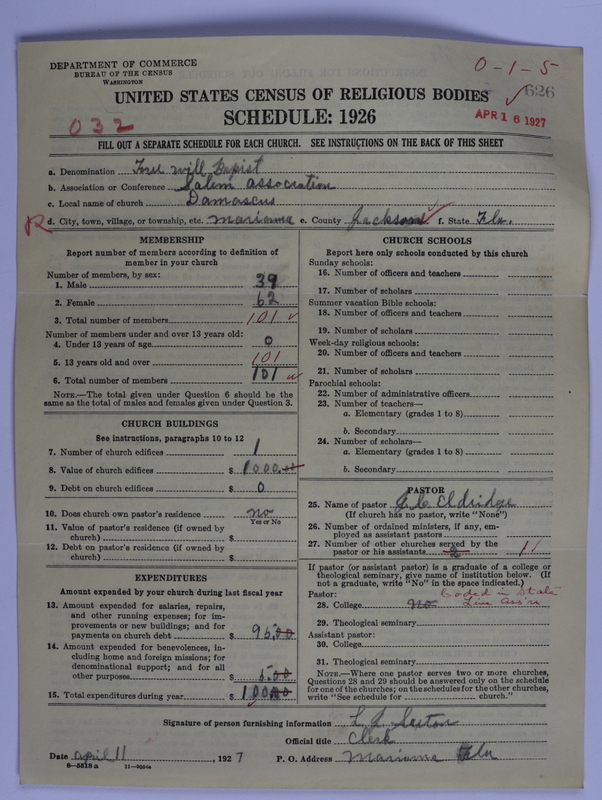 DEPARTMENT OF COMMERCE
BUREAU OF THE CENSUS
WASHINGTON
0-1-5
626
UNITED STATES CENSUS OF RELIGIOUS BODIES
SCHEDULE: 1926
032
APR 16 1927
FILL OUT A SEPARATE SCHEDULE FOR EACH CHURCH. SEE INSTRUCTIONS ON THE BACK OF THIS SHEET
a. Denomination Free will Bapist
b. Association or Conference Salem association
c. Local name of church Damascus
R d. City, town, village, or township, etc. marianna e. County Jackson f. State Fla.
MEMBERSHIP
Report number of members according to definition of
member in your church
Number of members, by sex:
1. Male 39
2. Female 62
3. Total number of members 101
Number of members under and over 13 years old:
4. Under 13 years of age 0
5. 13 years old and over 101
6. Total number of members 101
NOTE.—The total given under Question 6 should be the
same as the total of males and females given under Question 3.
CHURCH BUILDINGS
See instructions, paragraphs 10 to 12
7. Number of church edifices 1
8. Value of church edifices $ 1000.00
9. Debt on church edifices $ 0
10. Does church own pastor's residence no
Yes or No
11. Value of pastor's residence (if owned by
church) $
12. Debt on pastor's residence (if owned by
church) $
EXPENDITURES
Amount expended by your church during last fiscal year
13. Amount expended for salaries, repairs,
and other running expenses; for im-
provements or new buildings; and for
payments on church debt $ 95.00
14. Amount expended for benevolences, in-
cluding home and foreign missions; for
denominational support; and for all
other purposes $ 5.00
15. Total expenditures during year $ 100.00
CHURCH SCHOOLS
Report here only schools conducted by this church
Sunday schools:
16. Number of officers and teachers
17. Number of scholars
Summer vacation Bible schools:
18. Number of officers and teachers
19. Number of scholars
Week-day religious schools:
20. Number of officers and teachers
21. Number of scholars
Parochial schools:
22. Number of administrative officers
23. Number of teachers—
a. Elementary (grades 1 to 8)
b. Secondary
24. Number of scholars—
a. Elementary (grades 1 to 8)
b. Secondary
PASTOR
25. Name of pastor J. C. Eldridge
(If church has no pastor, write "None")
26. Number of ordained ministers, if any, em-
ployed as assistant pastors
27. Number of other churches served by the
pastor or his assistants 2 1
If pastor (or assistant pastor) is a graduate of a college or
theological seminary, give name of institution below. (If
not a graduate, write "No" in the space indicated.)
Pastor: Coded in State
28. College no Line Ass'n
29. Theological seminary
Assistant pastor:
30. College
31. Theological seminary
NOTE.—Where one pastor serves two or more churches,
Questions 28 and 29 should be answered only on the schedule
for one of the churches; on the schedules for the other churches,
write "See schedule for church."
Signature of person furnishing information L. L. Sexton
Official title Clerk
Date april 11, 1927 P. O. Address Marianna Fla
6-5518 a 11-9554a